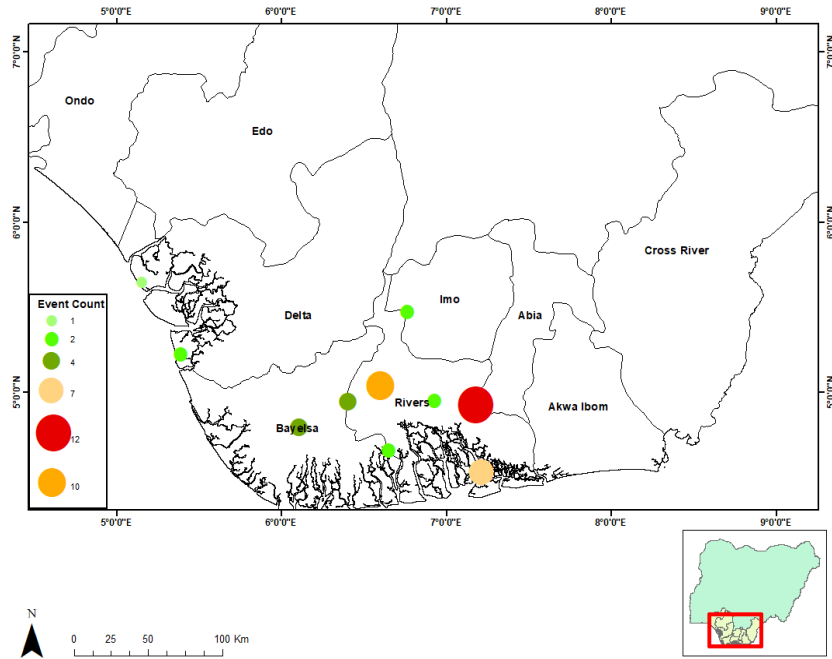 5°0'0"E 6°0'0"E 7°0'0"E 8°0'0"E 9°0'0"E
7°0'0"N
7°0'0"N
Ondo
Edo
6°0'0"N
6°0'0"N
Cross River
Event Count
1
2
4
7
12
10
Delta
Imo
Abia
5°0'0"N
5°0'0"N
Rivers
Akwa Ibom
Bayelsa
5°0'0"E 6°0'0"E 7°0'0"E 8°0'0"E 9°0'0"E
N
0 25 50 100 Km